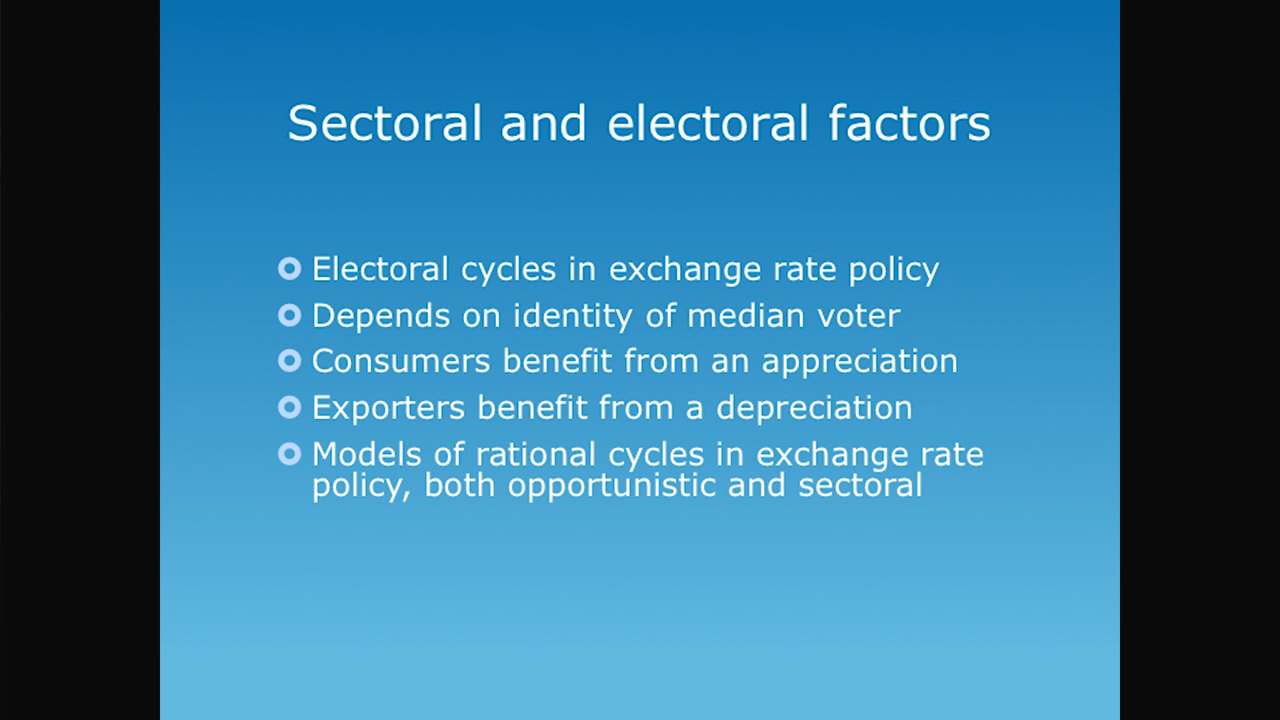 Sectoral and electoral factors
Electoral cycles in exchange rate policy
Depends on identity of median voter
Consumers benefit from an appreciation
Exporters benefit from a depreciation
Models of rational cycles in exchange rate
policy, both opportunistic and sectoral